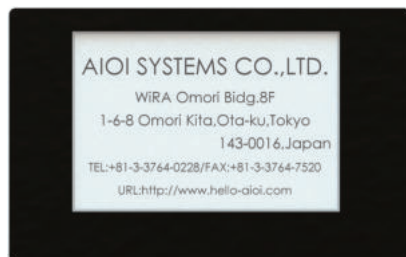 AIOI SYSTEMS CO.,LTD.
WiRA Omori Bidg.8F
1-6-8 Omori Kita,Ota-ku,Tokyo
143-0016,Japan
TEL:+81-3-3764-0228/FAX:+81-3-3764-7520
URL:http://www.hello-aioi.com